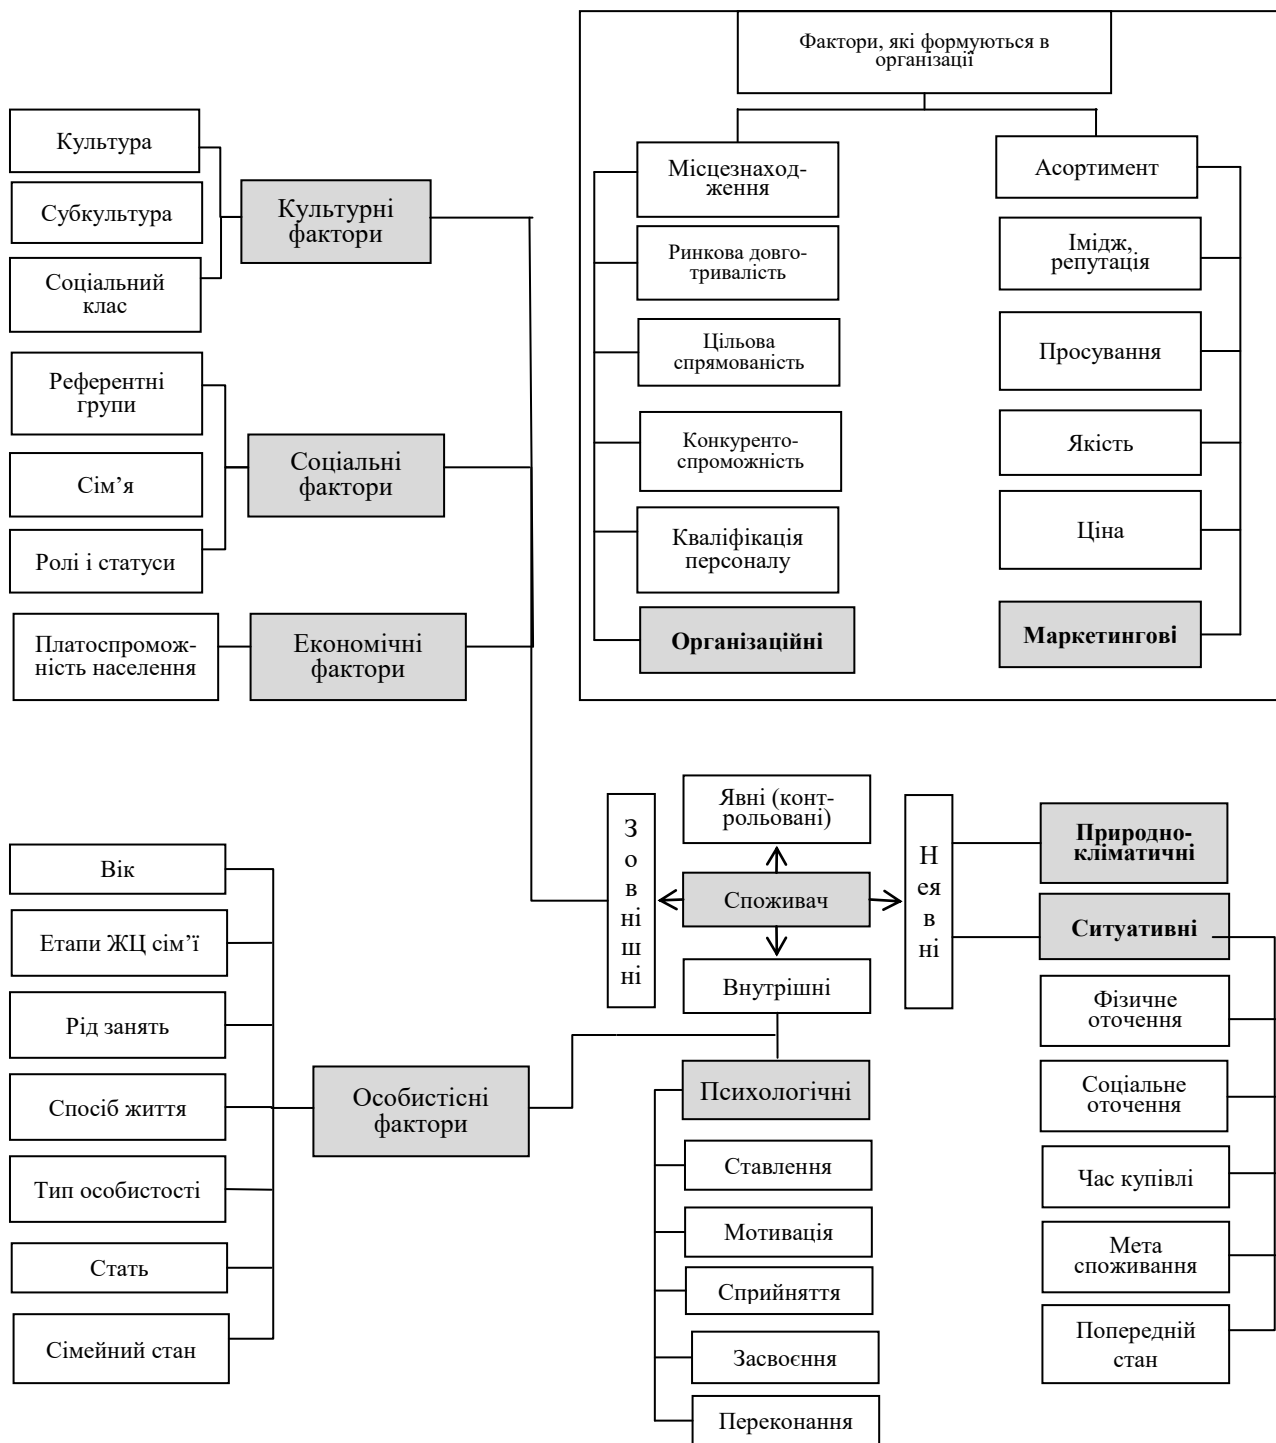 Фактори, які формуються в
організації
Культура
Субкультура
Соціальний
клас
Культурні
фактори
Референтні
групи
Сім’я
Ролі і статуси
Соціальні
фактори
Платоспромож-
ність населення
Економічні
фактори
Місцезнаход-
ження
Ринкова довго-
тривалість
Цільова
спрямованість
Конкуренто-
спроможність
Кваліфікація
персоналу
Організаційні
Асортимент
Імідж,
репутація
Просування
Якість
Ціна
Маркетингові
З
о
в
ні
ш
ні
Явні (конт-
рольовані)
Споживач
Внутрішні
Н
ея
в
ні
Природно-
кліматичні
Ситуативні
Фізичне
оточення
Соціальне
оточення
Час купівлі
Мета
споживання
Попередній
стан
Вік
Етапи ЖЦ сім’ї
Рід занять
Спосіб життя
Тип особистості
Стать
Сімейний стан
Особистісні
фактори
Психологічні
Ставлення
Мотивація
Сприйняття
Засвоєння
Переконання